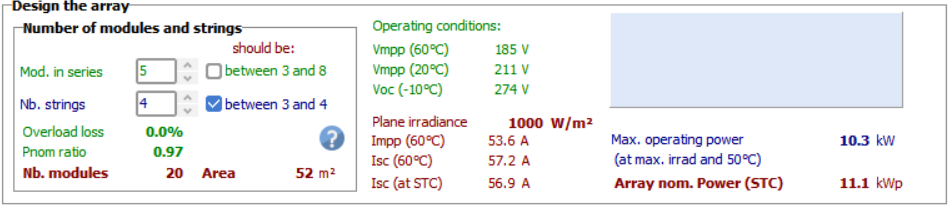 Design the array
Number of modules and strings
should be:
Mod. in series 5 between 3 and 8
Nb. strings 4 between 3 and 4
Overload loss 0.0% ?
Pnom ratio 0.97
Nb. modules 20 Area 52 m²
Operating conditions:
Vmpp (60°C) 185 V
Vmpp (20°C) 211 V
Voc (-10°C) 274 V
Plane irradiance 1000 W/m²
Impp (60°C) 53.6 A
Isc (60°C) 57.2 A
Isc (at STC) 56.9 A
Max. operating power 10.3 kW
(at max. irrad and 50°C)
Array nom. Power (STC) 11.1 kWp